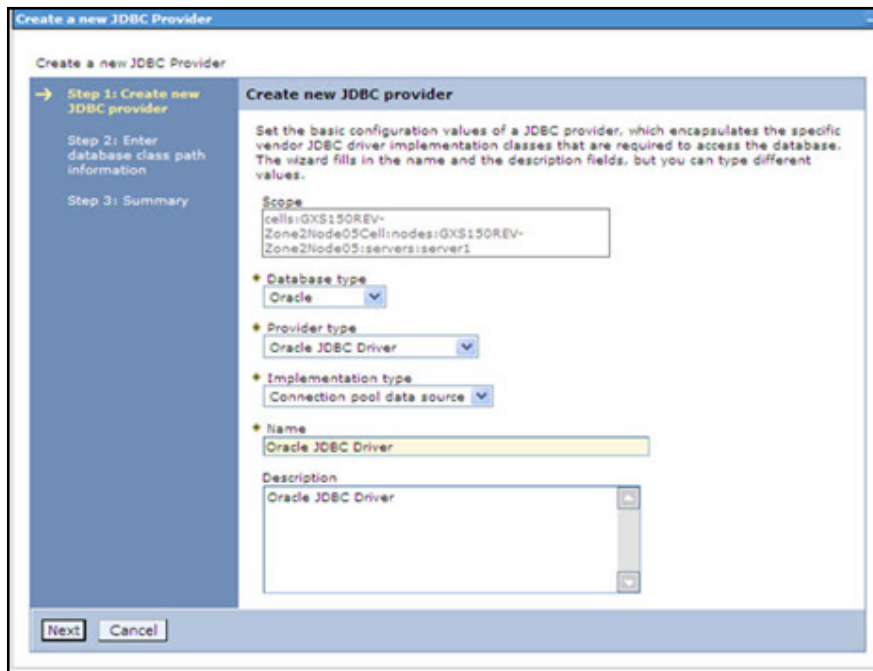 Create a new JDBC Provider
Create a new JDBC Provider
Step 1: Create new
JDBC provider
Step 2: Enter
database class path
information
Step 3: Summary
Create new JDBC provider
Set the basic configuration values of a JDBC provider, which encapsulates the specific
vendor JDBC driver implementation classes that are required to access the database.
The wizard fills in the name and the description fields, but you can type different
values.
Scope
cells:GXS150REV-
Zone2Node05Cell:nodes:GXS150REV-
Zone2Node05:servers:server1
Database type
Oracle
Provider type
Oracle JDBC Driver
Implementation type
Connection pool data source
Name
Oracle JDBC Driver
Description
Oracle JDBC Driver
Next
Cancel